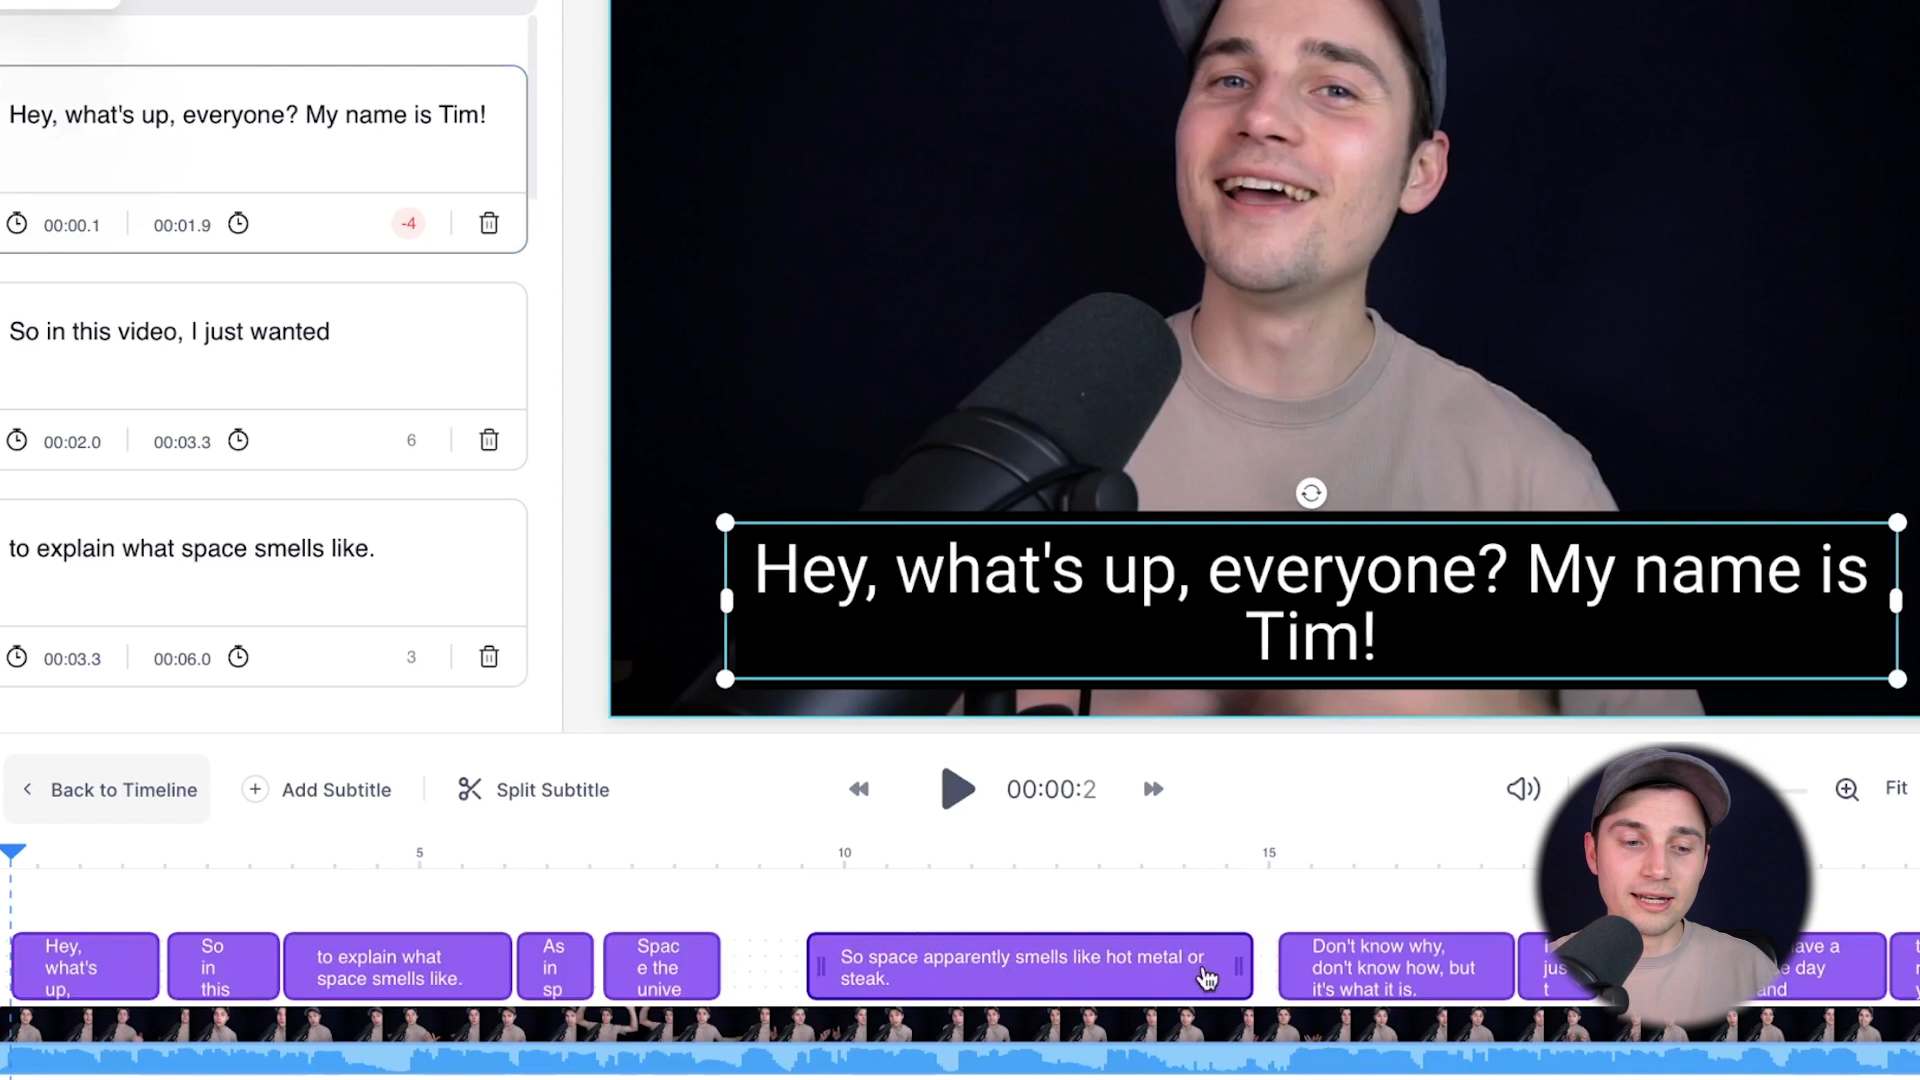 Hey, what's up, everyone? My name is Tim!
00:00.1
00:01.9
-4
So in this video, I just wanted
00:02.0
00:03.3
6
to explain what space smells like.
00:03.3
00:06.0
3
Hey, what's up, everyone? My name is
Tim!
Back to Timeline
Add Subtitle
Split Subtitle
00:00:2
Fit
5
10
15
Hey,
what's
up,
So
in
this
to explain what
space smells like.
As
in
sp
Spac
e the
unive
So space apparently smells like hot metal or
steak.
Don't know why,
don't know how, but
it's what it is.
jus
t
ave a
day
and